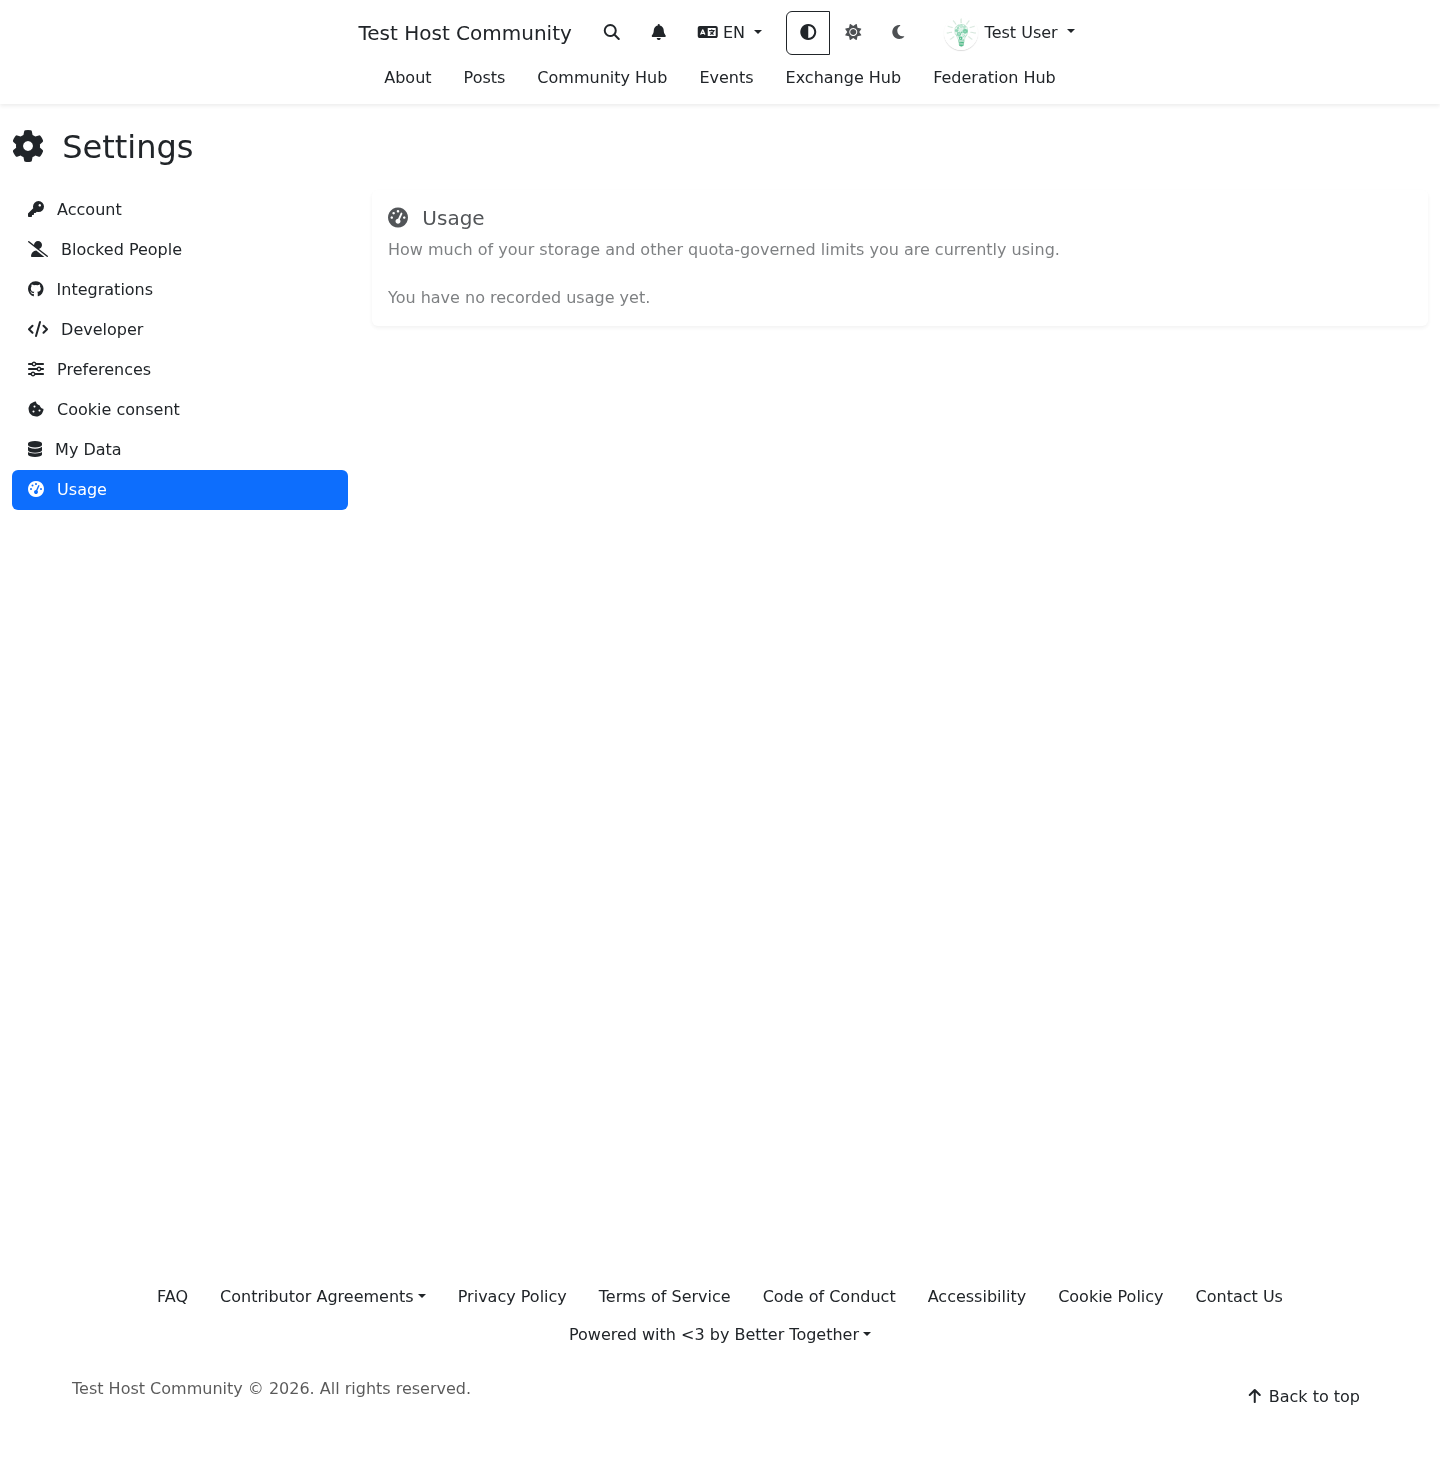 Test Host Community
EN
Test User
About
Posts
Community Hub
Events
Exchange Hub
Federation Hub
Settings
Account
Blocked People
Integrations
Developer
Preferences
Cookie consent
My Data
Usage
Usage
How much of your storage and other quota-governed limits you are currently using.
You have no recorded usage yet.
FAQ
Contributor Agreements
Privacy Policy
Terms of Service
Code of Conduct
Accessibility
Cookie Policy
Contact Us
Powered with <3 by Better Together
Test Host Community © 2026. All rights reserved.
Back to top